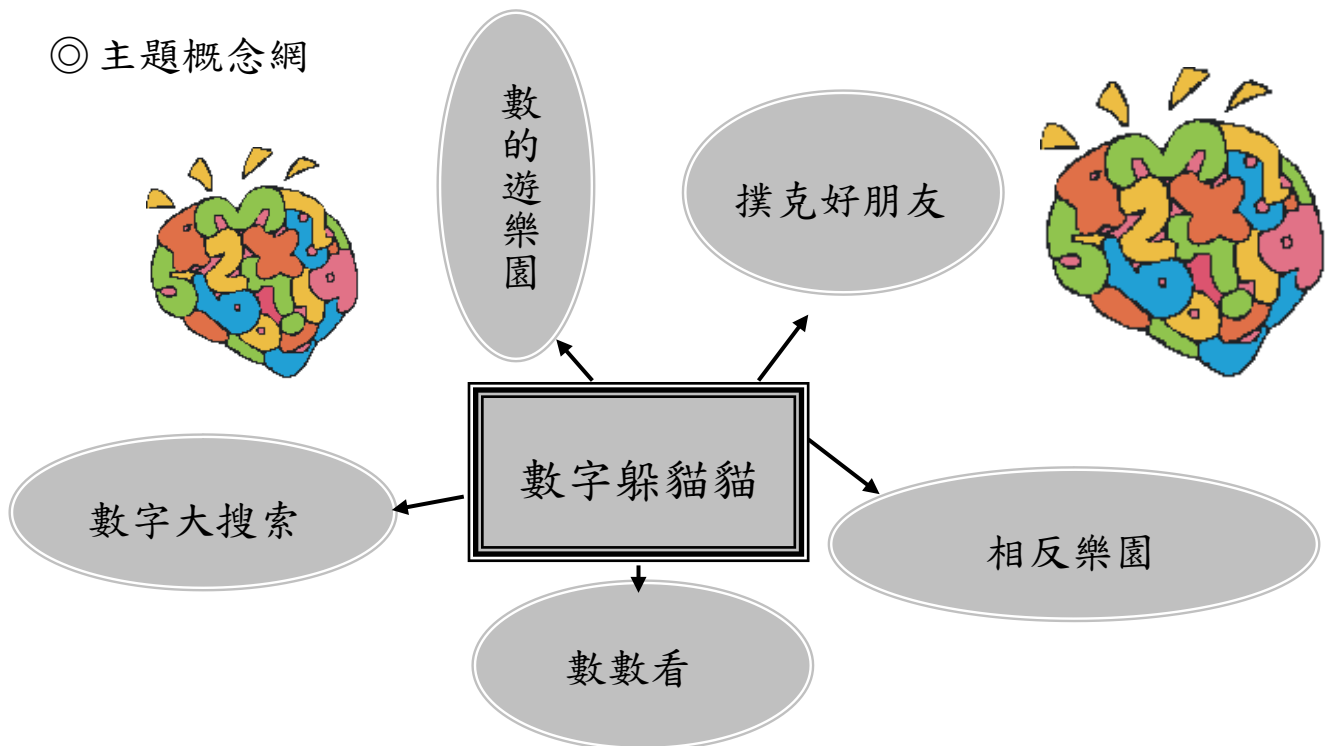 ◎ 主題概念網
數的遊樂園
撲克好朋友
數字躲貓貓
數字大搜索
相反樂園
數數看